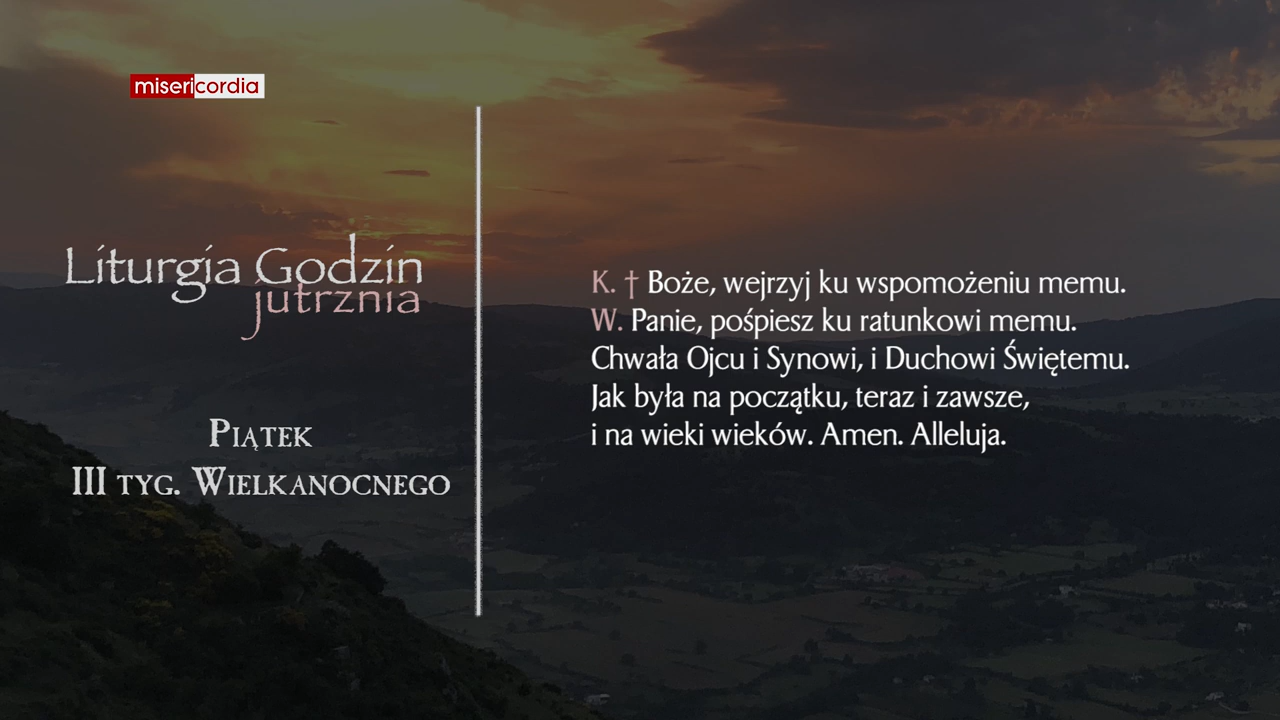 misericordia
Liturgia Godzin
jutrznia
Piątek
III tyg. Wielkanocnego
K. † Boże, wejrzyj ku wspomożeniu memu.
W. Panie, pośpiesz ku ratunkowi memu.
Chwała Ojcu i Synowi, i Duchowi Świętemu.
Jak była na początku, teraz i zawsze,
i na wieki wieków. Amen. Alleluja.